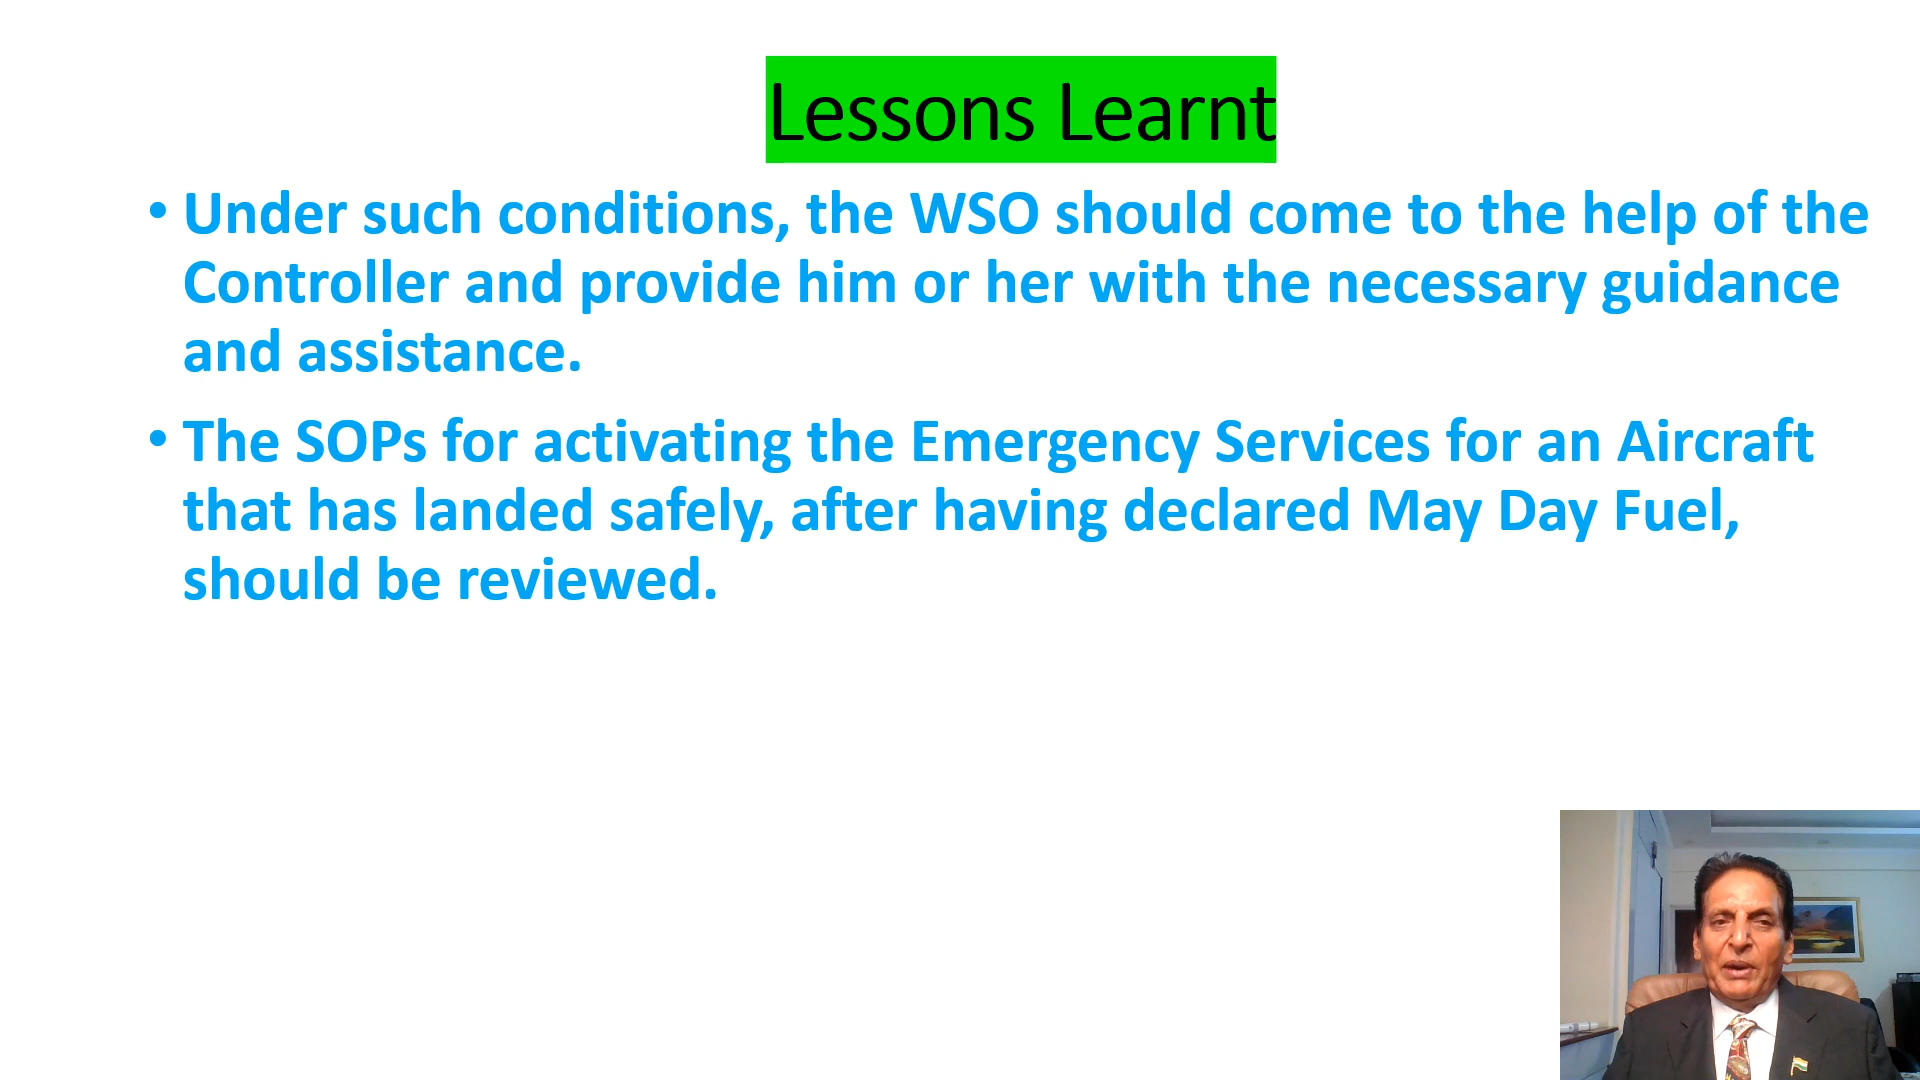 Lessons Learnt
• Under such conditions, the WSO should come to the help of the
Controller and provide him or her with the necessary guidance
and assistance.
• The SOPs for activating the Emergency Services for an Aircraft
that has landed safely, after having declared May Day Fuel,
should be reviewed.